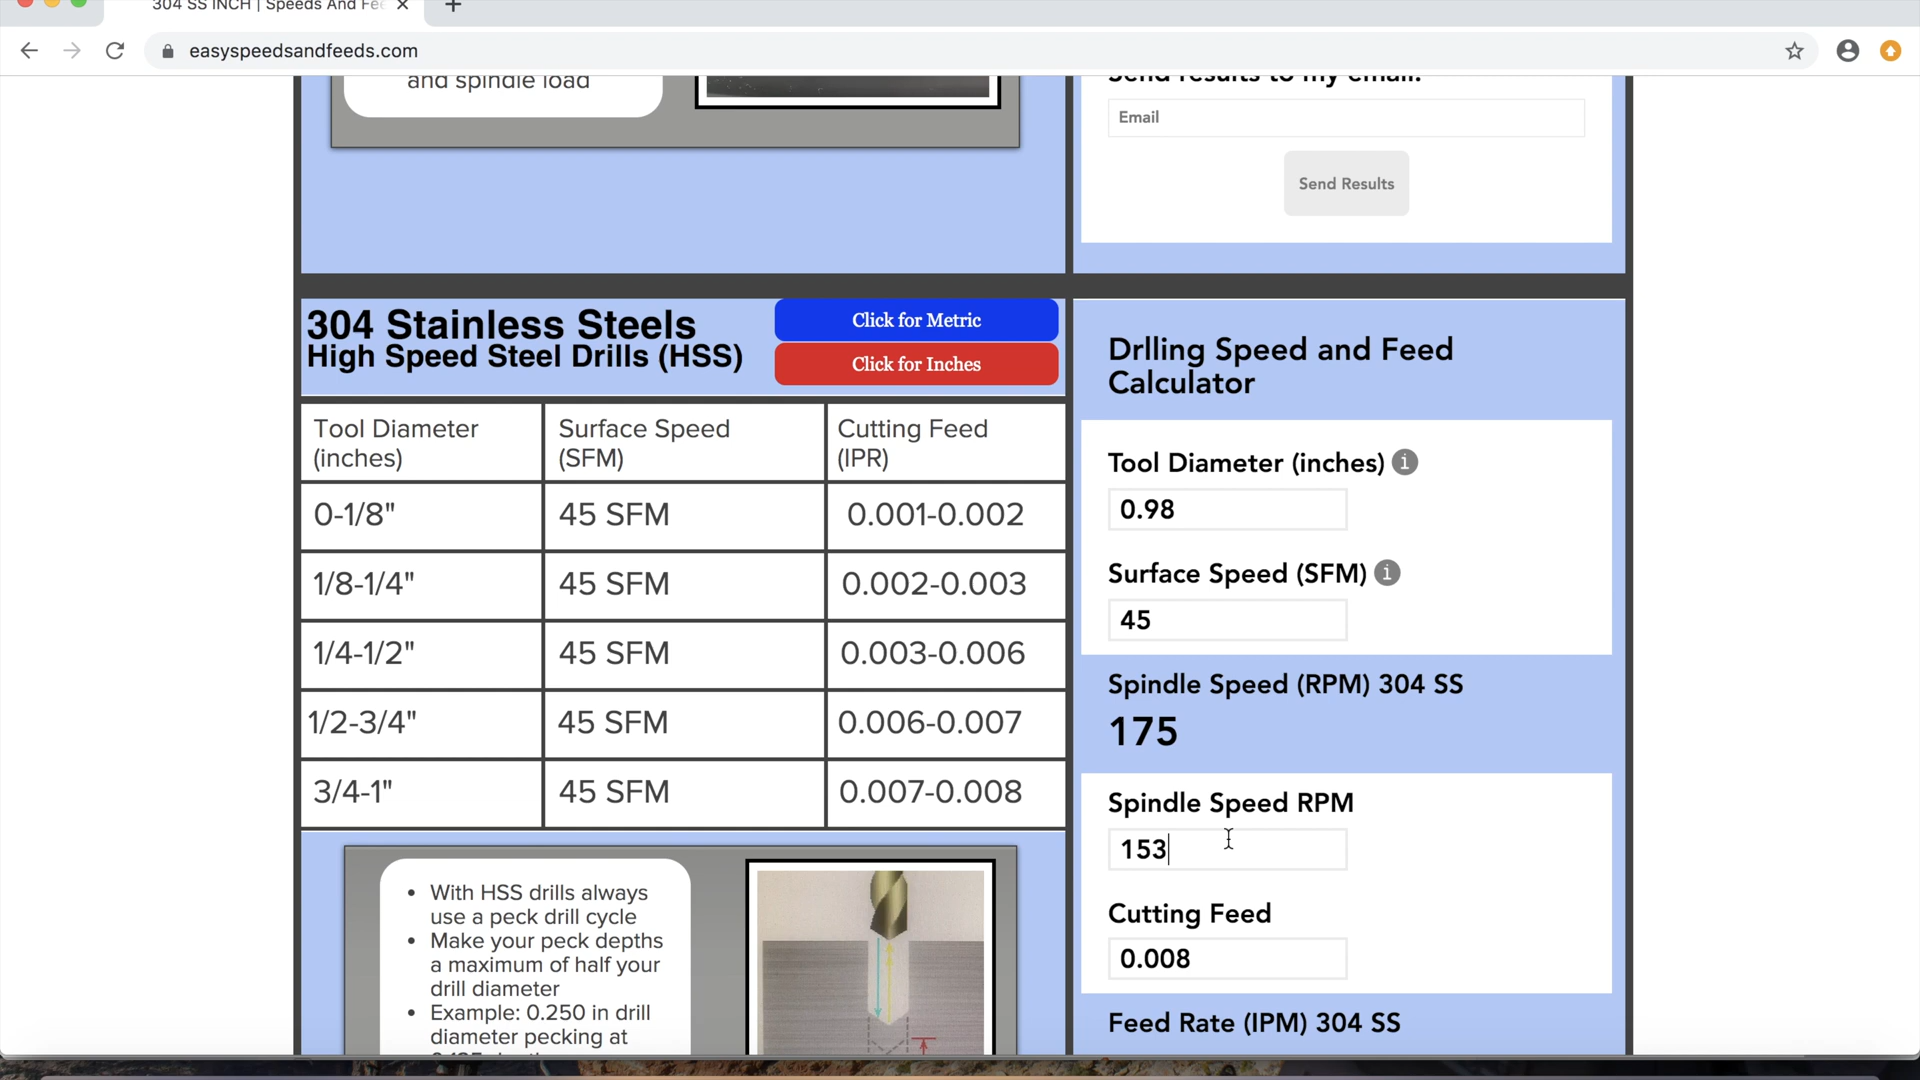 304 SS INCH | Speeds And Fee
easyspeedsandfeeds.com
and spindle load
Send results to my email:
Email
Send Results
304 Stainless Steels
High Speed Steel Drills (HSS)
Click for Metric
Click for Inches
Tool Diameter
(inches)
Surface Speed
(SFM)
Cutting Feed
(IPR)
0-1/8" 45 SFM 0.001-0.002
1/8-1/4" 45 SFM 0.002-0.003
1/4-1/2" 45 SFM 0.003-0.006
1/2-3/4" 45 SFM 0.006-0.007
3/4-1" 45 SFM 0.007-0.008
• With HSS drills always
use a peck drill cycle
• Make your peck depths
a maximum of half your
drill diameter
• Example: 0.250 in drill
diameter pecking at
Drlling Speed and Feed
Calculator
Tool Diameter (inches) i
0.98
Surface Speed (SFM) i
45
Spindle Speed (RPM) 304 SS
175
Spindle Speed RPM
153
Cutting Feed
0.008
Feed Rate (IPM) 304 SS